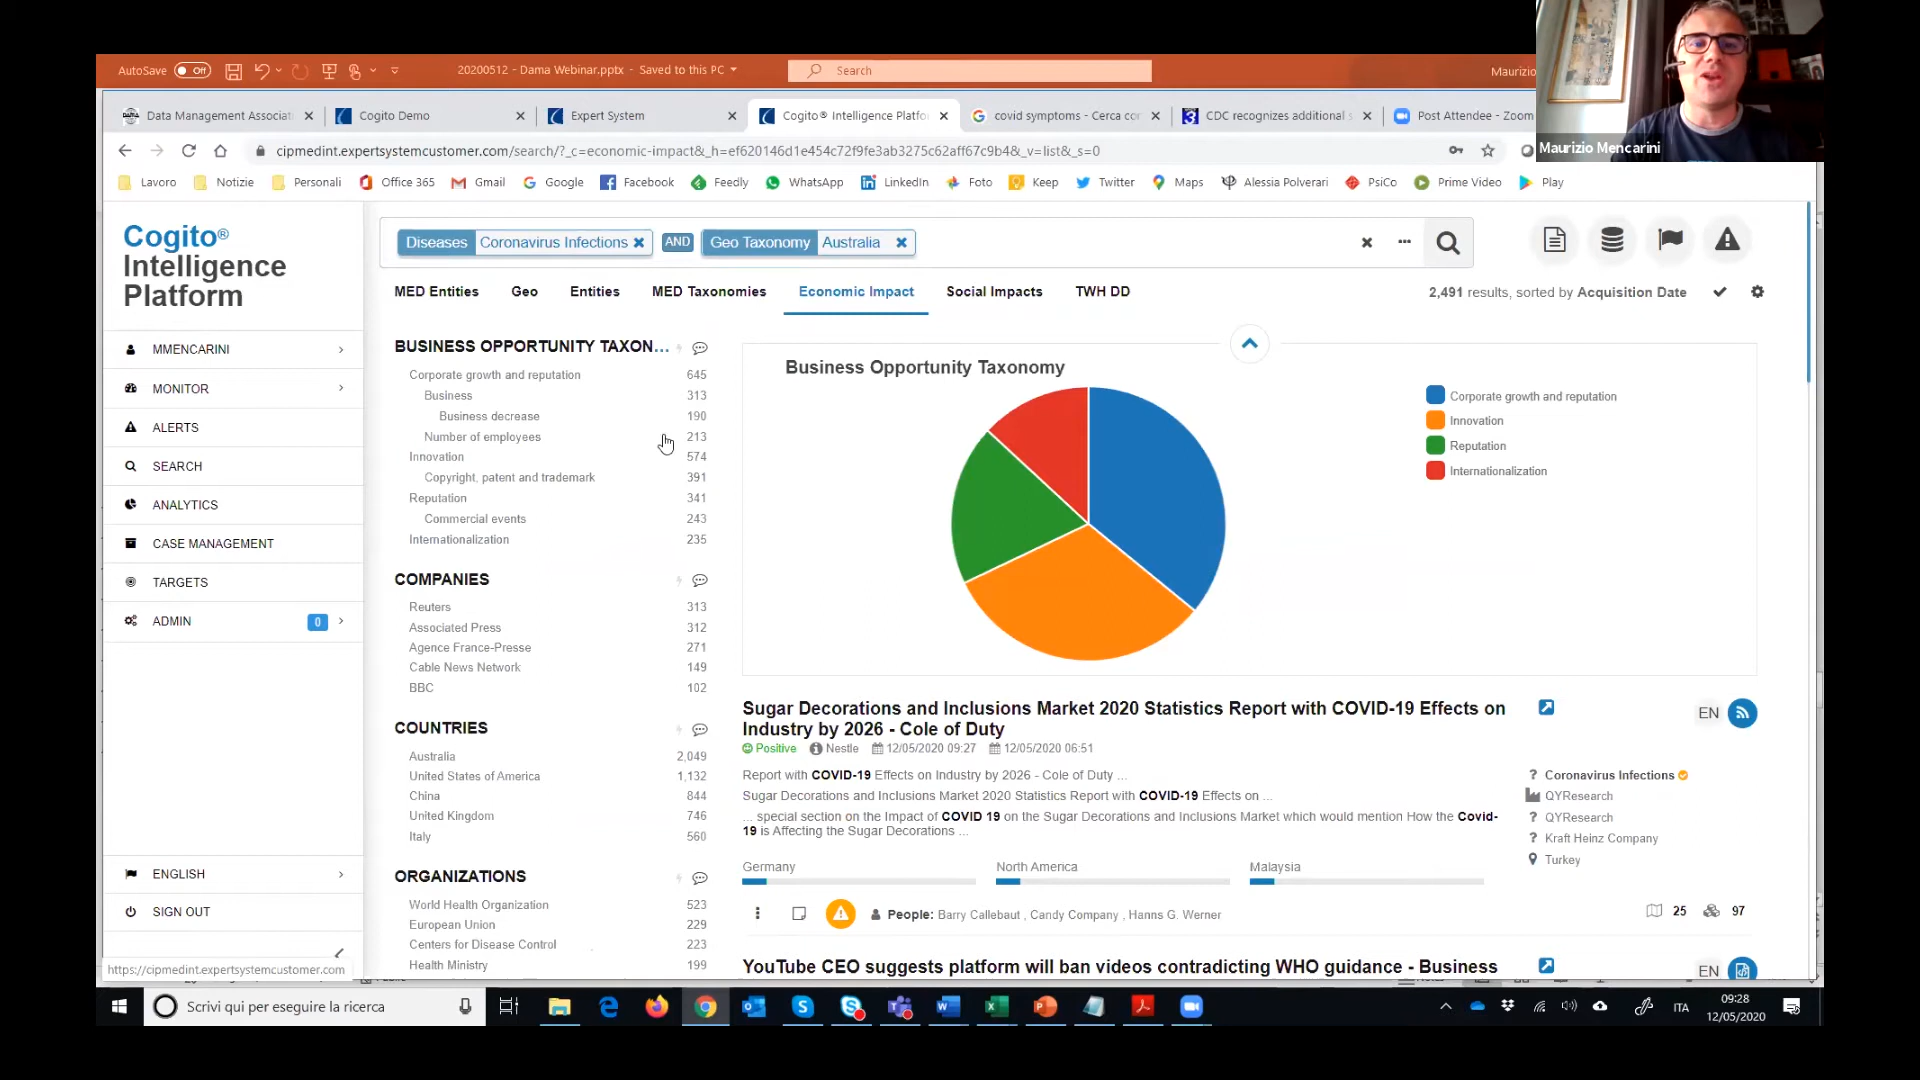 AutoSave Off
20200512 - Dama Webinar.pptx - Saved to this PC
Search
Maurizio
Maurizio Mencarini
Data Management Associat
Cogito Demo
Expert System
Cogito® Intelligence Platfo
covid symptoms - Cerca co
CDC recognizes additional s
Post Attendee - Zoom
cipmedint.expertsystemcustomer.com/search/?_c=economic-impact&_h=ef620146d1e454c72f9fe3ab3275c62aff67c9b4&_v=list&_s=0
Lavoro Notizie Personali Office 365 Gmail Google Facebook Feedly WhatsApp LinkedIn Foto Keep Twitter Maps Alessia Polverari PsiCo Prime Video Play
Cogito®
Intelligence
Platform
MMENCARINI
MONITOR
ALERTS
SEARCH
ANALYTICS
CASE MANAGEMENT
TARGETS
ADMIN 0
ENGLISH
SIGN OUT
https://cipmedint.expertsystemcustomer.com
Diseases Coronavirus Infections AND Geo Taxonomy Australia
MED Entities Geo Entities MED Taxonomies Economic Impact Social Impacts TWH DD
2,491 results, sorted by Acquisition Date
BUSINESS OPPORTUNITY TAXON...
Corporate growth and reputation 645
Business 313
Business decrease 190
Number of employees 213
Innovation 574
Copyright, patent and trademark 391
Reputation 341
Commercial events 243
Internationalization 235
COMPANIES
Reuters 313
Associated Press 312
Agence France-Presse 271
Cable News Network 149
BBC 102
COUNTRIES
Australia 2,049
United States of America 1,132
China 844
United Kingdom 746
Italy 560
ORGANIZATIONS
World Health Organization 523
European Union 229
Centers for Disease Control 223
Health Ministry 199
Business Opportunity Taxonomy
Corporate growth and reputation
Innovation
Reputation
Internationalization
Sugar Decorations and Inclusions Market 2020 Statistics Report with COVID-19 Effects on
Industry by 2026 - Cole of Duty
Positive Nestle 12/05/2020 09:27 12/05/2020 06:51
Report with COVID-19 Effects on Industry by 2026 - Cole of Duty ...
Sugar Decorations and Inclusions Market 2020 Statistics Report with COVID-19 Effects on ...
... special section on the Impact of COVID 19 on the Sugar Decorations and Inclusions Market which would mention How the Covid-
19 is Affecting the Sugar Decorations ...
Germany North America Malaysia
People: Barry Callebaut , Candy Company , Hanns G. Werner
EN
Coronavirus Infections
QYResearch
QYResearch
Kraft Heinz Company
Turkey
25 97
YouTube CEO suggests platform will ban videos contradicting WHO guidance - Business
EN
Scrivi qui per eseguire la ricerca
ITA
09:28
12/05/2020